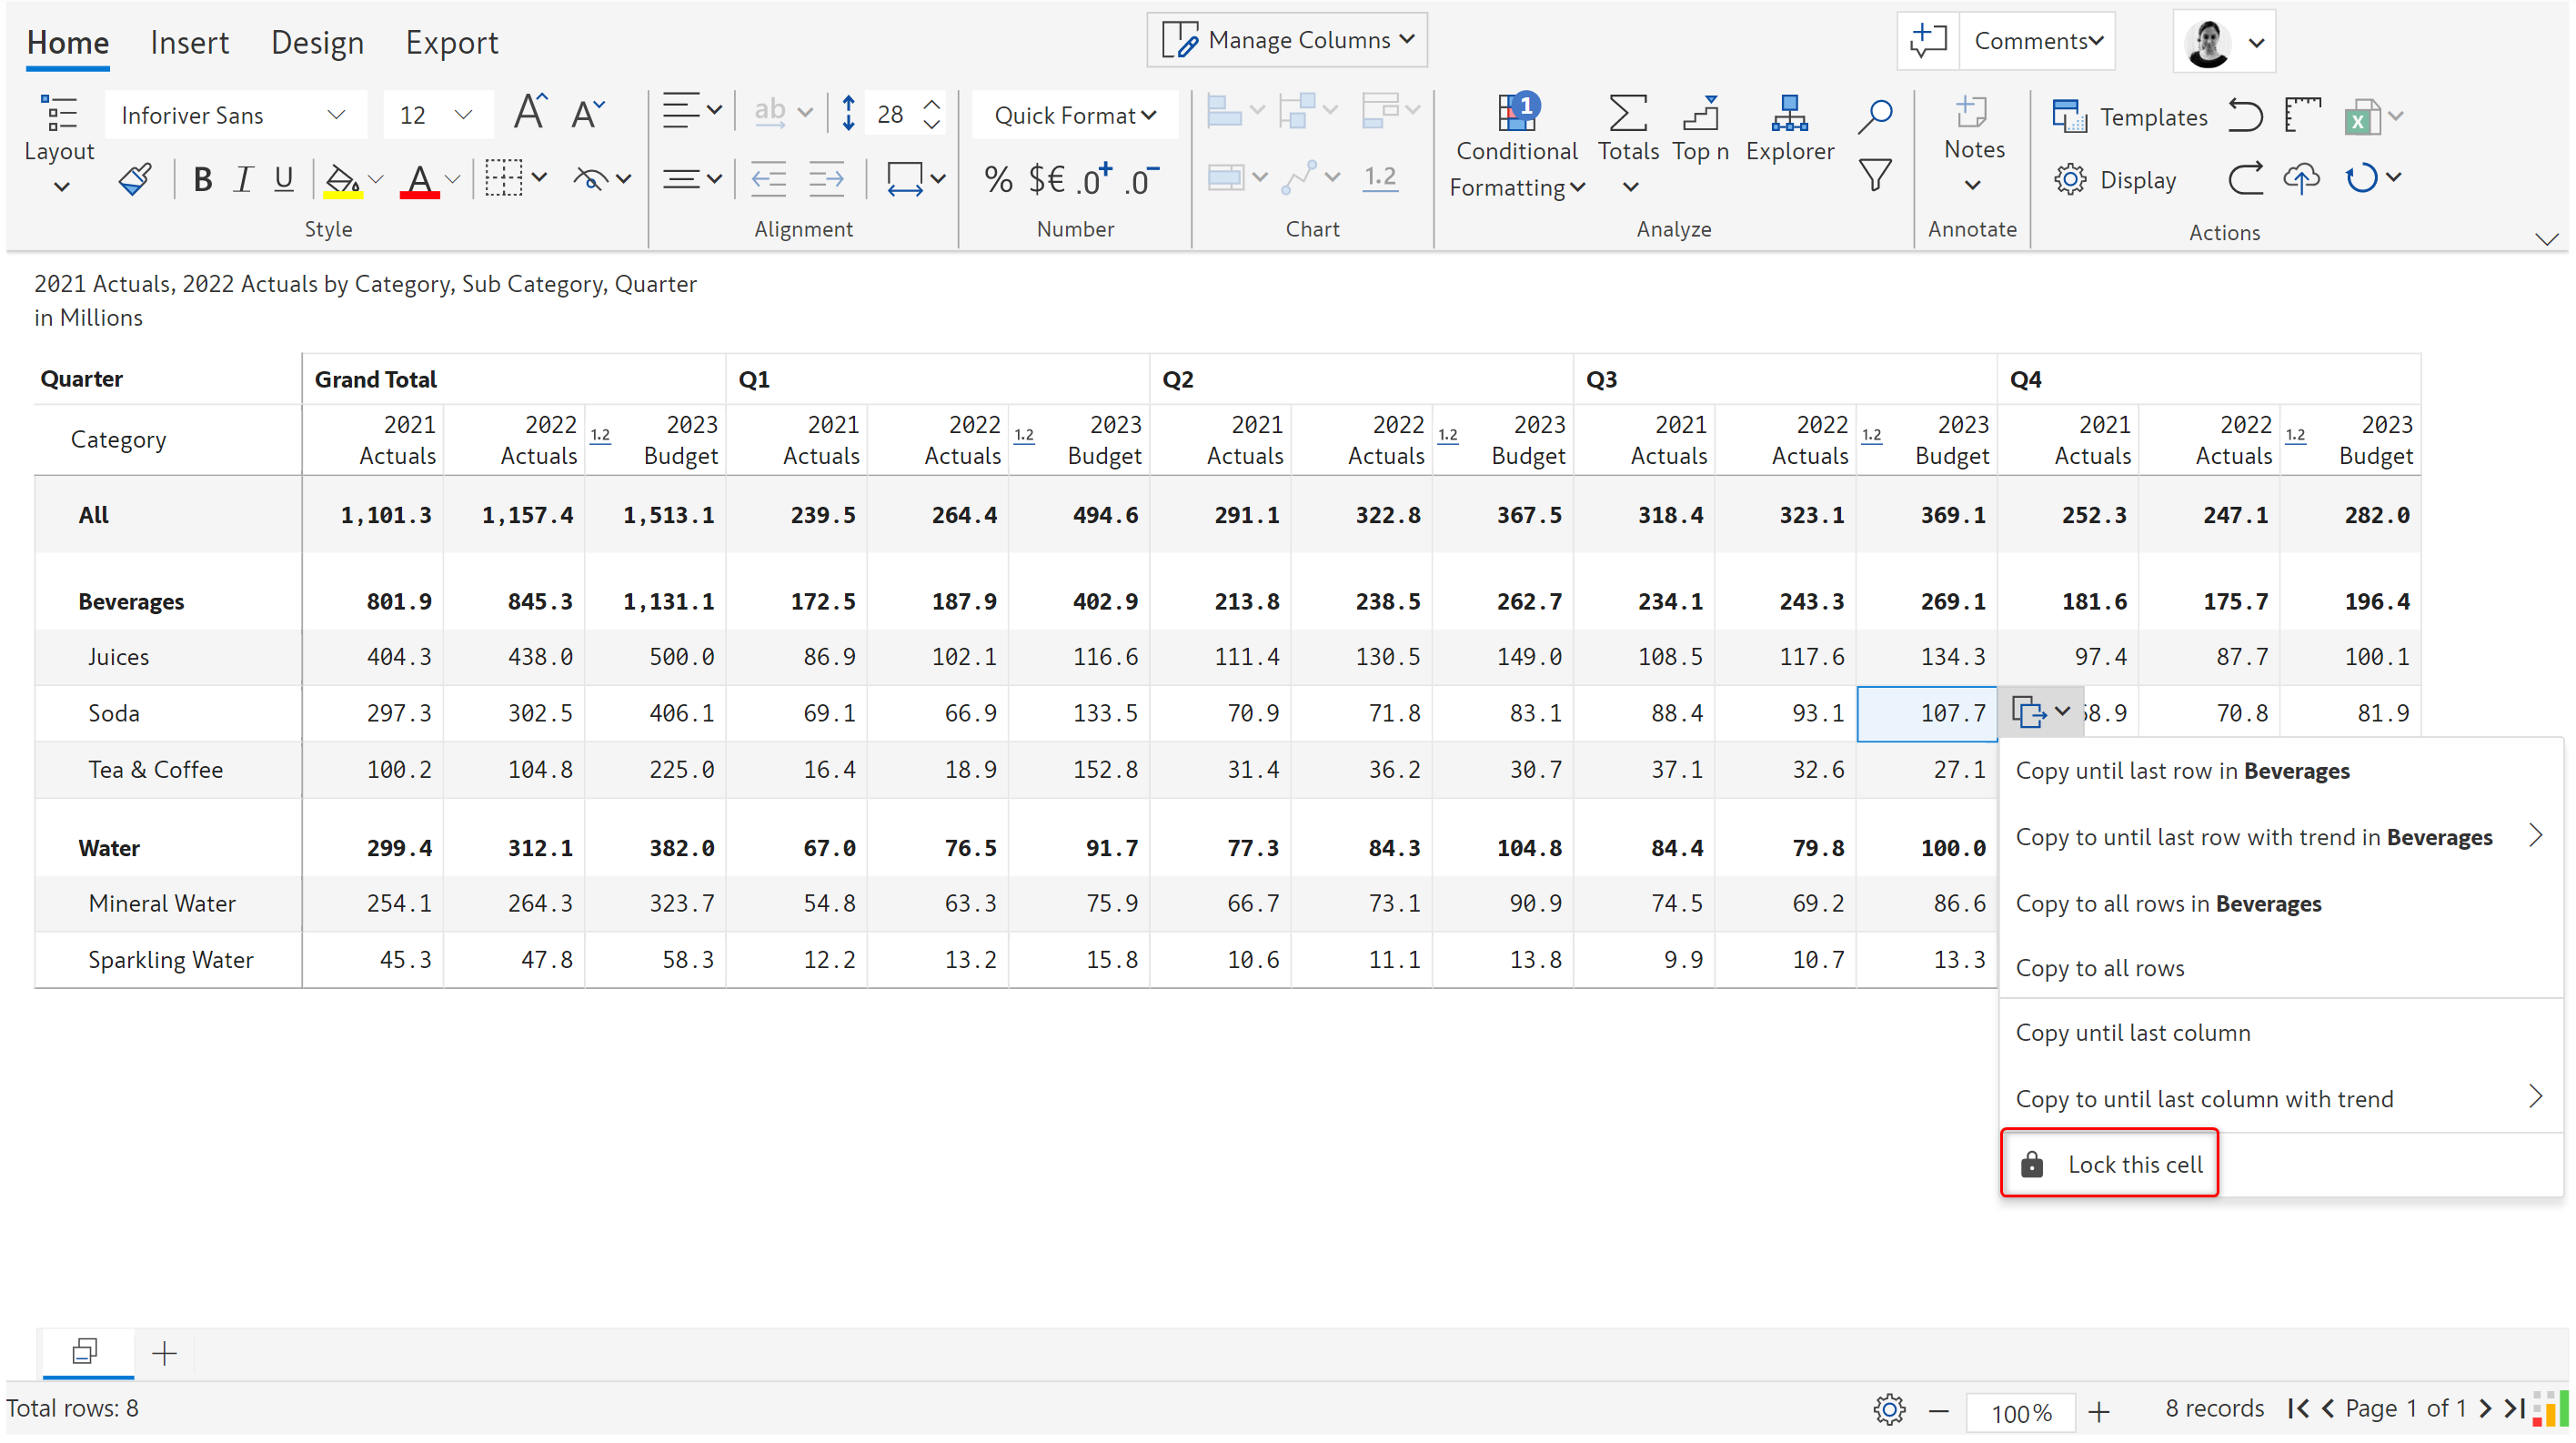 Home Insert Design Export Manage Columns Comments
Inforiver Sans 12 A A ab 28 Quick Format 1
Layout Conditional Formatting Totals Top n Explorer Notes Templates X
B I U A % $€ .0+ .0− 1.2 Display
Style Alignment Number Chart Analyze Annotate Actions
2021 Actuals, 2022 Actuals by Category, Sub Category, Quarter
in Millions
Quarter Grand Total Q1 Q2 Q3 Q4
Category 2021 Actuals 2022 Actuals 1.2 2023 Budget 2021 Actuals 2022 Actuals 1.2 2023 Budget 2021 Actuals 2022 Actuals 1.2 2023 Budget 2021 Actuals 2022 Actuals 1.2 2023 Budget 2021 Actuals 2022 Actuals 1.2 2023 Budget
All 1,101.3 1,157.4 1,513.1 239.5 264.4 494.6 291.1 322.8 367.5 318.4 323.1 369.1 252.3 247.1 282.0
Beverages 801.9 845.3 1,131.1 172.5 187.9 402.9 213.8 238.5 262.7 234.1 243.3 269.1 181.6 175.7 196.4
Juices 404.3 438.0 500.0 86.9 102.1 116.6 111.4 130.5 149.0 108.5 117.6 134.3 97.4 87.7 100.1
Soda 297.3 302.5 406.1 69.1 66.9 133.5 70.9 71.8 83.1 88.4 93.1 107.7 8.9 70.8 81.9
Tea & Coffee 100.2 104.8 225.0 16.4 18.9 152.8 31.4 36.2 30.7 37.1 32.6 27.1
Water 299.4 312.1 382.0 67.0 76.5 91.7 77.3 84.3 104.8 84.4 79.8 100.0
Mineral Water 254.1 264.3 323.7 54.8 63.3 75.9 66.7 73.1 90.9 74.5 69.2 86.6
Sparkling Water 45.3 47.8 58.3 12.2 13.2 15.8 10.6 11.1 13.8 9.9 10.7 13.3
Copy until last row in Beverages
Copy to until last row with trend in Beverages
Copy to all rows in Beverages
Copy to all rows
Copy until last column
Copy to until last column with trend
Lock this cell
Total rows: 8 100% 8 records Page 1 of 1